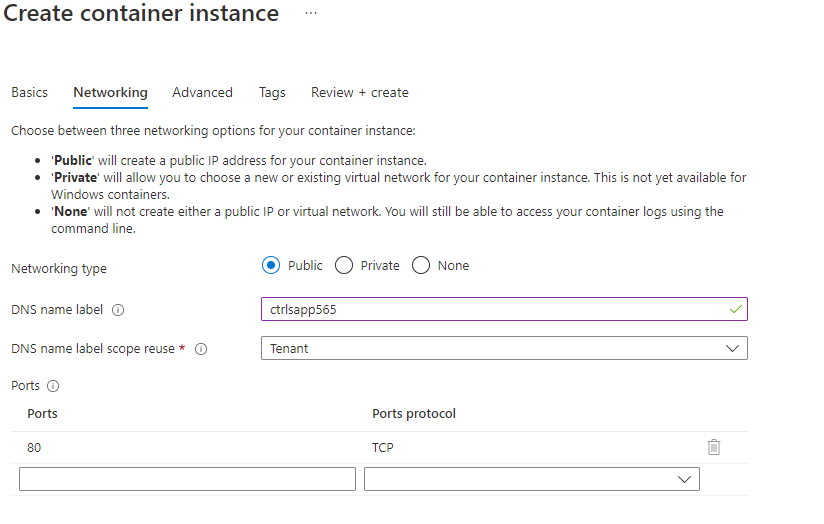 Create container instance ...
Basics Networking Advanced Tags Review + create
Choose between three networking options for your container instance:
• 'Public' will create a public IP address for your container instance.
• 'Private' will allow you to choose a new or existing virtual network for your container instance. This is not yet available for
Windows containers.
• 'None' will not create either a public IP or virtual network. You will still be able to access your container logs using the
command line.
Networking type Public Private None
DNS name label ctrlsapp565
DNS name label scope reuse * Tenant
Ports
Ports Ports protocol
80 TCP